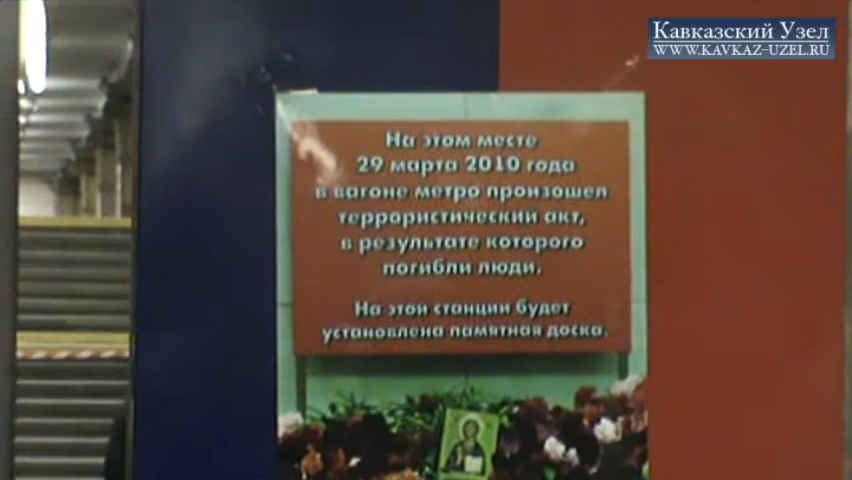 Кавказский Узел
WWW.KAVKAZ-UZEL.RU
На этом месте
29 марта 2010 года
в вагоне метро произошел
террористический акт,
в результате которого
погибли люди.
На этой станции будет
установлена памятная доска.